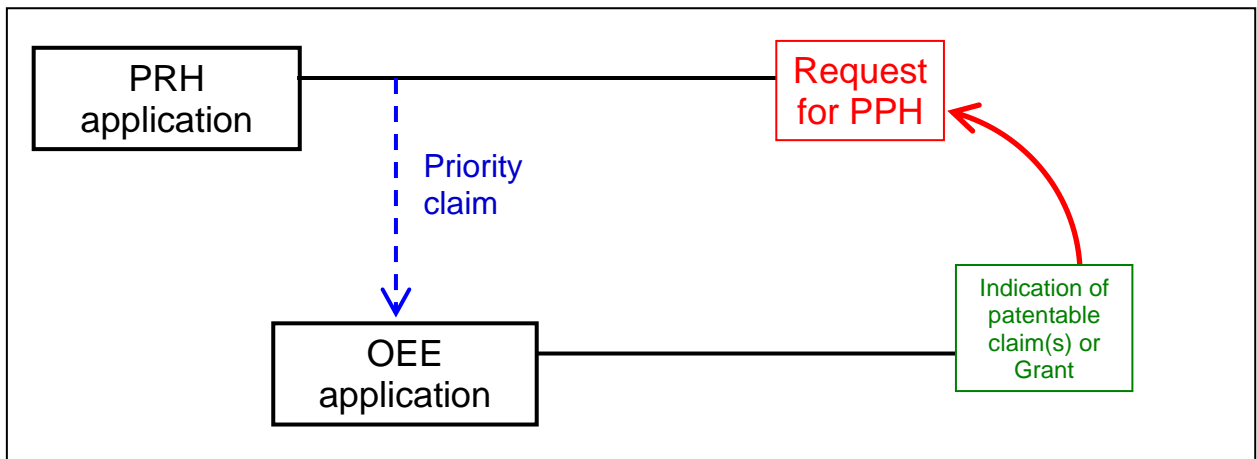 PRH
application
Request
for PPH
Priority
claim
OEE
application
Indication of
patentable
claim(s) or
Grant